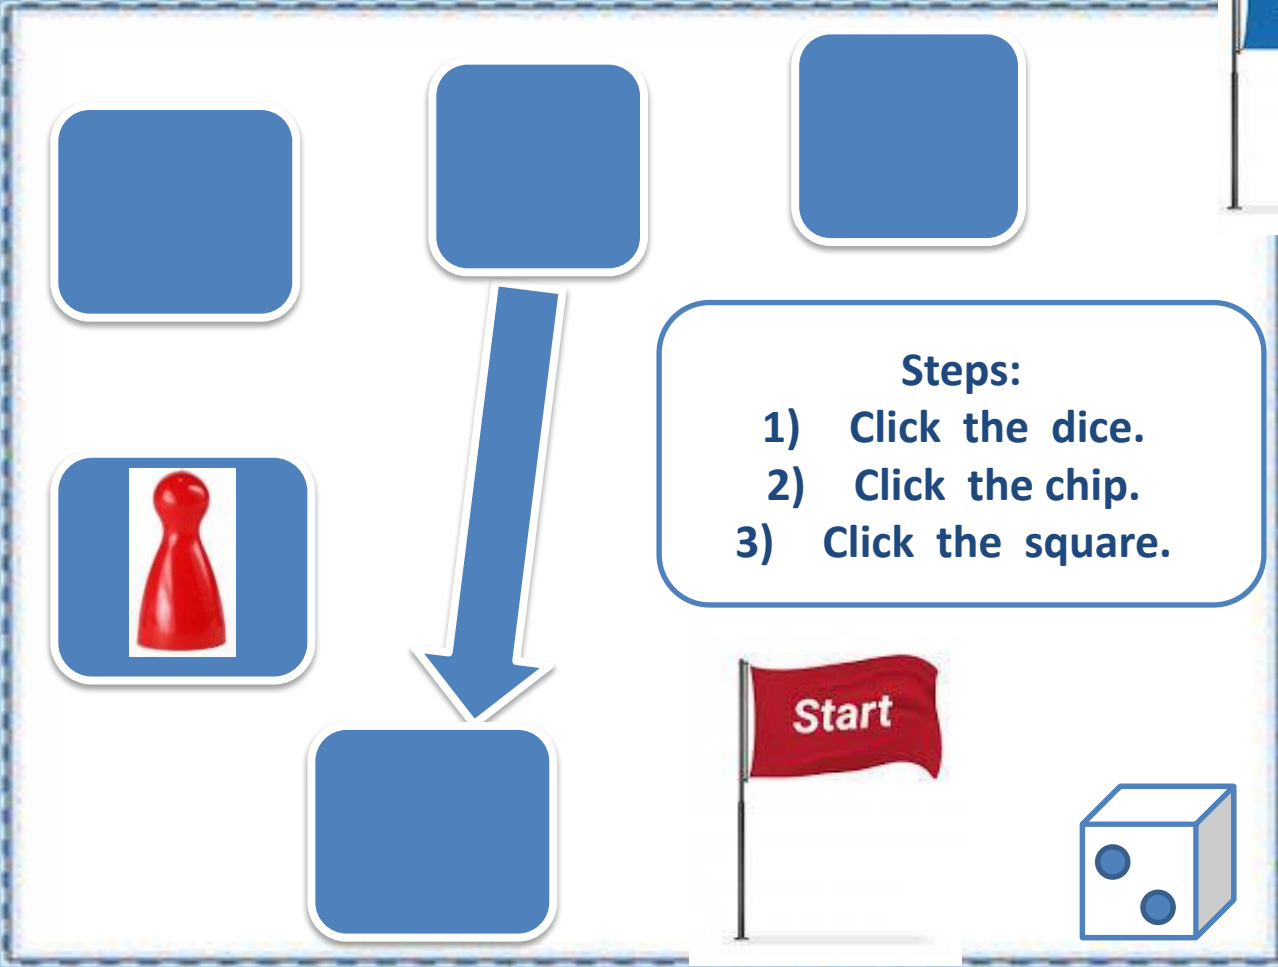 Steps:
1) Click the dice.
2) Click the chip.
3) Click the square.
Start